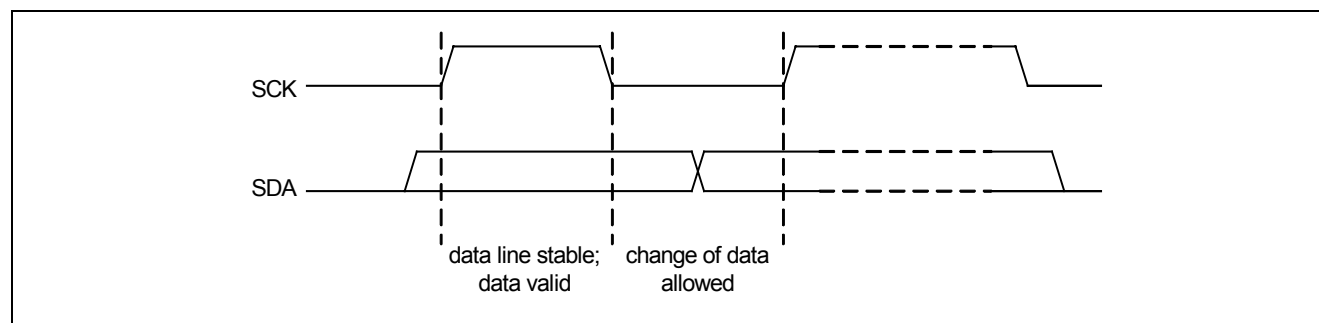 SCK
SDA
data line stable;
data valid
change of data
allowed